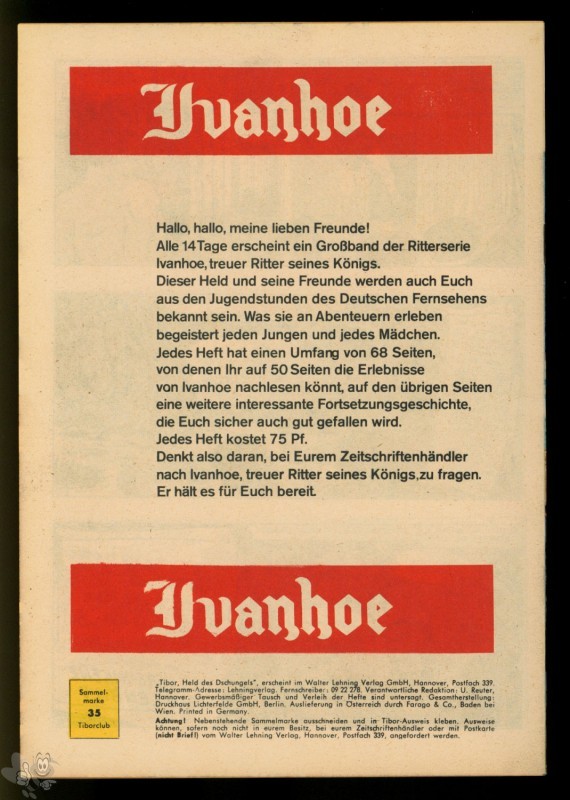 Ivanhoe
Hallo, hallo, meine lieben Freunde!
Alle 14 Tage erscheint ein Großband der Ritterserie
Ivanhoe, treuer Ritter seines Königs.
Dieser Held und seine Freunde werden auch Euch
aus den Jugendstunden des Deutschen Fernsehens
bekannt sein. Was sie an Abenteuern erleben
begeistert jeden Jungen und jedes Mädchen.
Jedes Heft hat einen Umfang von 68 Seiten,
von denen Ihr auf 50 Seiten die Erlebnisse
von Ivanhoe nachlesen könnt, auf den übrigen Seiten
eine weitere interessante Fortsetzungsgeschichte,
die Euch sicher auch gut gefallen wird.
Jedes Heft kostet 75 Pf.
Denkt also daran, bei Eurem Zeitschriftenhändler
nach Ivanhoe, treuer Ritter seines Königs, zu fragen.
Er hält es für Euch bereit.
Ivanhoe
Sammel-
marke
35
Tiborclub
„Tibor, Held des Dschungels", erscheint im Walter Lehning Verlag GmbH, Hannover, Postfach 339.
Telegramm-Adresse: Lehningverlag. Fernschreiber: 09 22 278. Verantwortliche Redaktion: U. Reuter,
Hannover. Gewerbsmäßiger Tausch und Verleih der Hefte sind untersagt. Gesamtherstellung:
Druckhaus Lichterfelde GmbH, Berlin. Auslieferung in Österreich durch Farago & Co., Baden bei
Wien. Printed in Germany.
Achtung! Nebenstehende Sammelmarke ausschneiden und in Tibor-Ausweis kleben. Ausweise
können, sofern noch nicht in eurem Besitz, bei eurem Zeitschriftenhändler oder mit Postkarte
(nicht Brief!) vom Walter Lehning Verlag, Hannover, Postfach 339, angefordert werden.